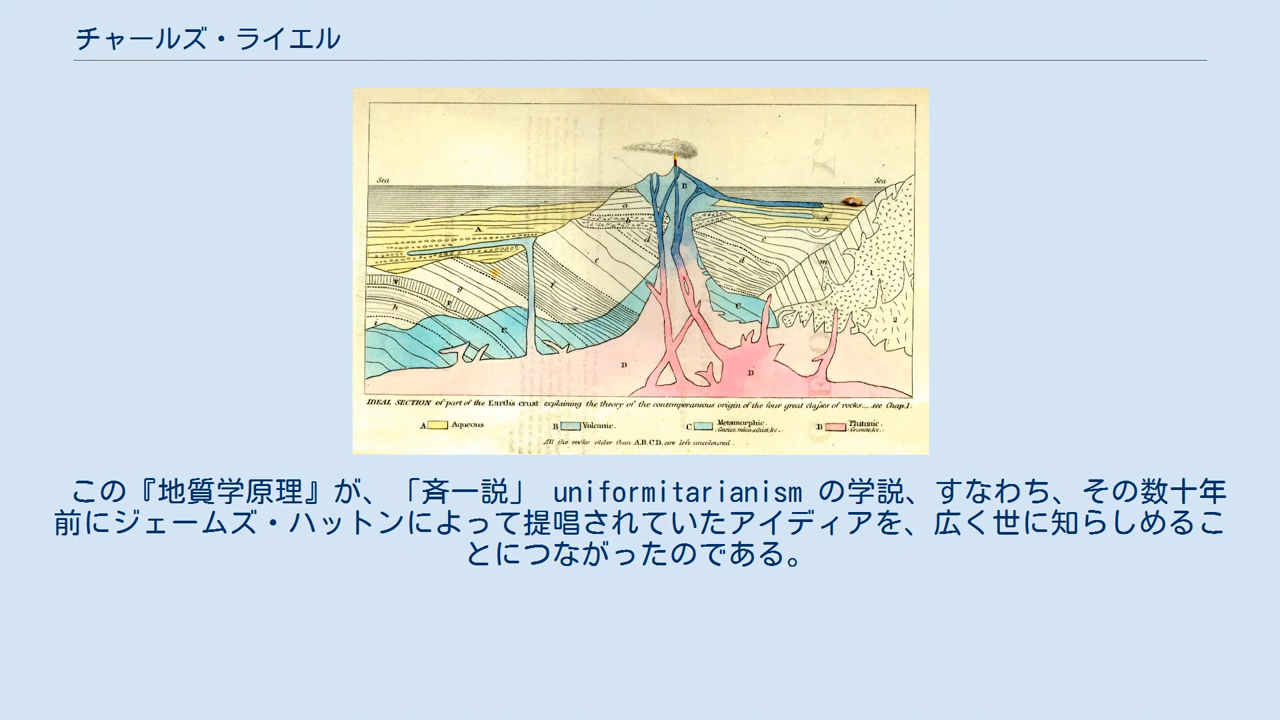 チャールズ・ライエル
Sea
Sea
B
a
b
A
A
c
d
d
e
m
1
g
f
h
2
C
C
i
D
D
IDEAL SECTION of part of the Earth's crust explaining the theory of the contemporaneous origin of the four great classes of rocks__ see Chap.1.
A Aqueous B Volcanic. C Metamorphic. D Plutonic.
All the rocks older than A.B.C.D. are left uncoloured.
この『地質学原理』が、「斉一説」 uniformitarianism の学説、すなわち、その数十年
前にジェームズ・ハットンによって提唱されていたアイディアを、広く世に知らしめるこ
とにつながったのである。